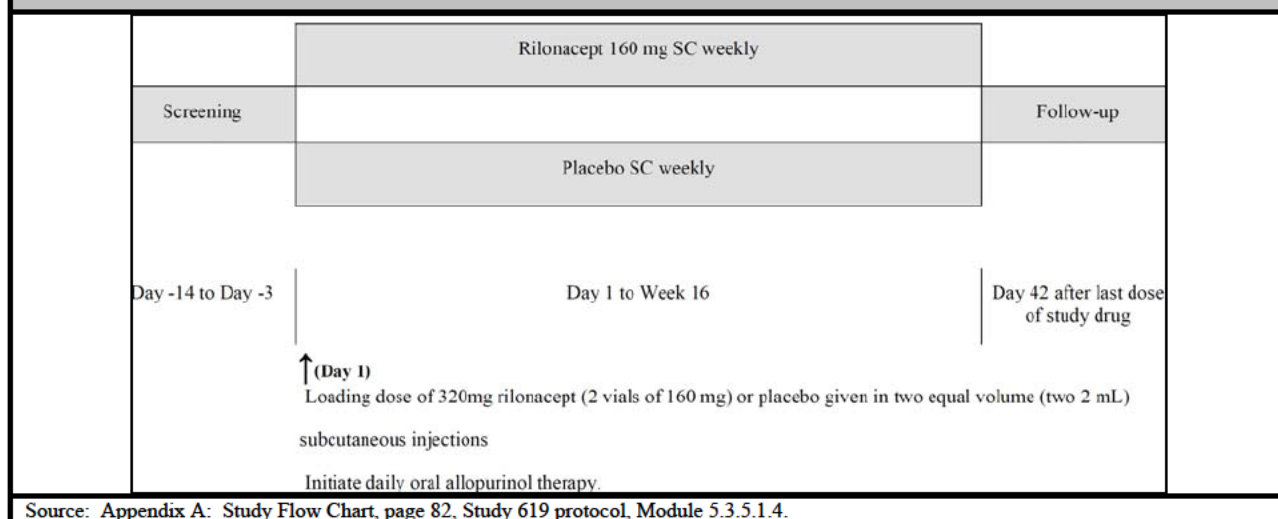 Rilonacept 160 mg SC weekly
Screening
Follow-up
Placebo SC weekly
Day -14 to Day -3
Day 1 to Week 16
Day 42 after last dose
of study drug
↑(Day 1)
Loading dose of 320mg rilonacept (2 vials of 160 mg) or placebo given in two equal volume (two 2 mL)
subcutaneous injections
Initiate daily oral allopurinol therapy.
Source: Appendix A: Study Flow Chart, page 82, Study 619 protocol, Module 5.3.5.1.4.